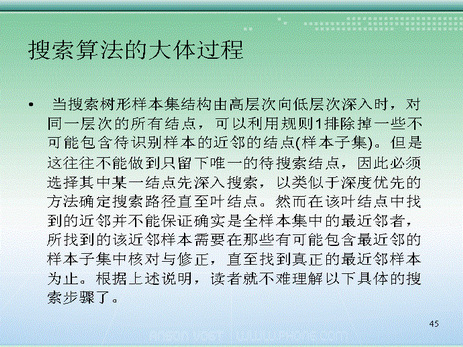 搜索算法的大体过程
• 当搜索树形样本集结构由高层次向低层次深入时，对
同一层次的所有结点，可以利用规则1排除掉一些不
可能包含待识别样本的近邻的结点(样本子集)。但是
这往往不能做到只留下唯一的待搜索结点，因此必须
选择其中某一结点先深入搜索，以类似于深度优先的
方法确定搜索路径直至叶结点。然而在该叶结点中找
到的近邻并不能保证确实是全样本集中的最近邻者，
所找到的该近邻样本需要在那些有可能包含最近邻的
样本子集中核对与修正，直至找到真正的最近邻样本
为止。根据上述说明，读者就不难理解以下具体的搜
索步骤了。
45